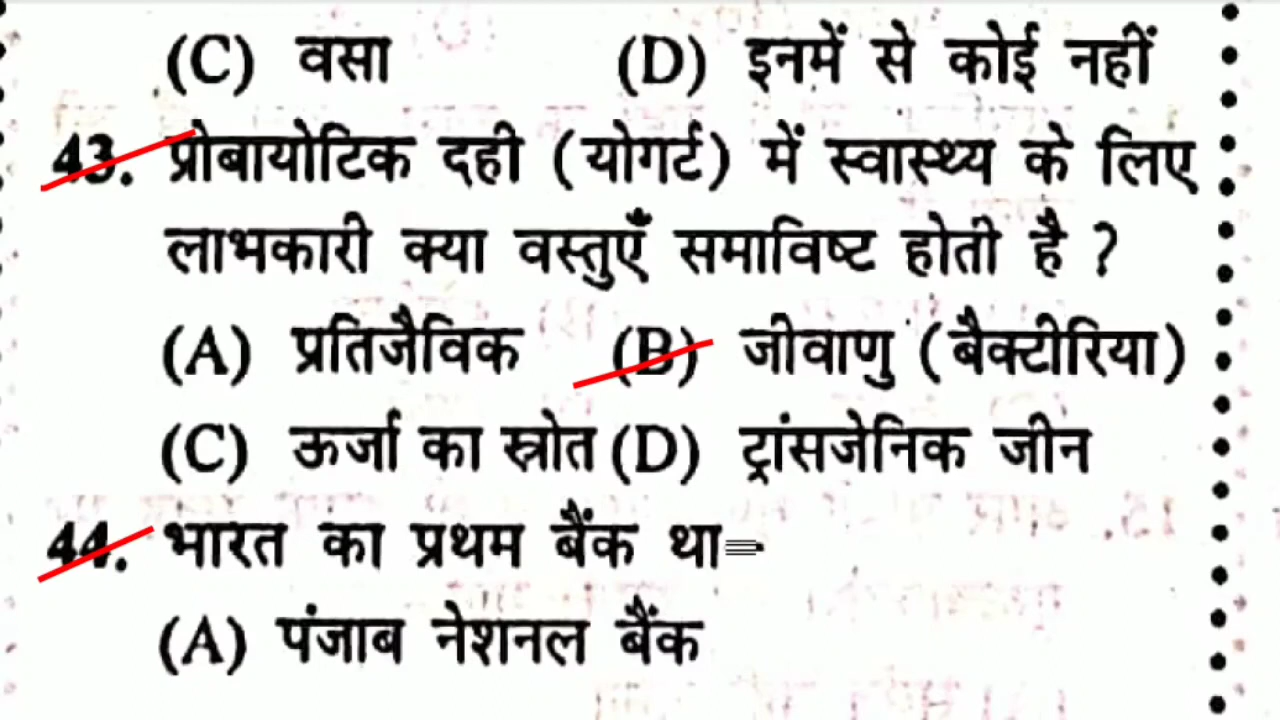 (C) वसा (D) इनमें से कोई नहीं
43. प्रोबायोटिक दही (योगर्ट) में स्वास्थ्य के लिए
लाभकारी क्या वस्तुएँ समाविष्ट होती है ?
(A) प्रतिजैविक (B) जीवाणु (बैक्टीरिया)
(C) ऊर्जा का स्रोत (D) ट्रांसजेनिक जीन
44. भारत का प्रथम बैंक था
(A) पंजाब नेशनल बैंक